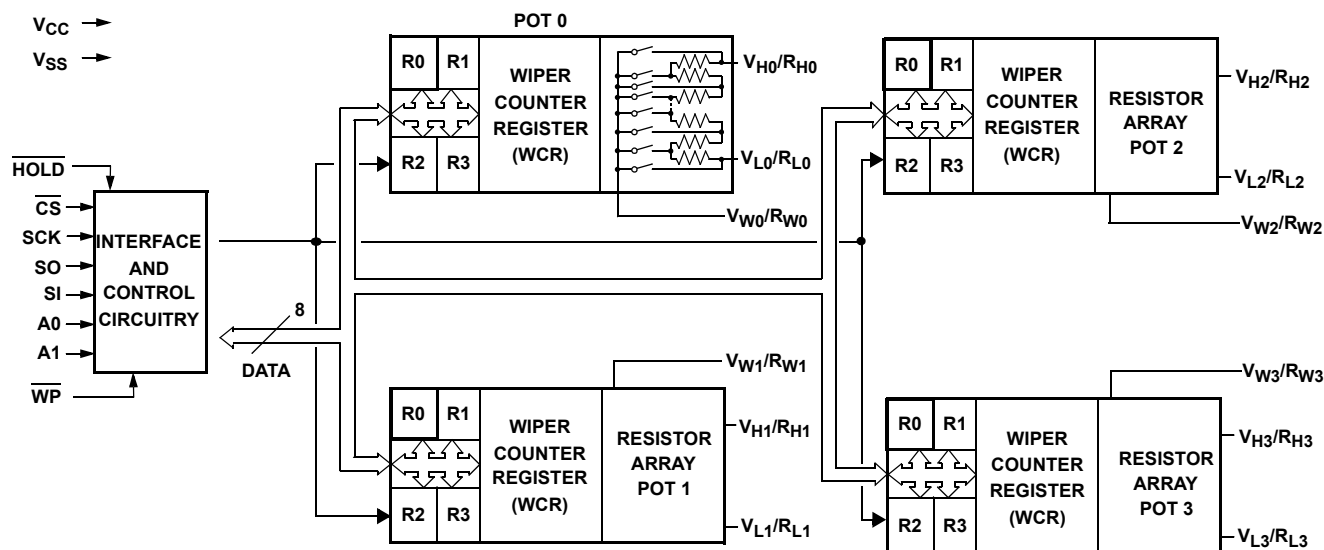 VCC
VSS
HOLD
CS
SCK
SO
SI
A0
A1
WP
INTERFACE
AND
CONTROL
CIRCUITRY
8
DATA
POT 0
R0 R1
R2 R3
WIPER
COUNTER
REGISTER
(WCR)
VH0/RH0
VL0/RL0
VW0/RW0
R0 R1
R2 R3
WIPER
COUNTER
REGISTER
(WCR)
RESISTOR
ARRAY
POT 2
VH2/RH2
VL2/RL2
VW2/RW2
R0 R1
R2 R3
WIPER
COUNTER
REGISTER
(WCR)
RESISTOR
ARRAY
POT 1
VW1/RW1
VH1/RH1
VL1/RL1
R0 R1
R2 R3
WIPER
COUNTER
REGISTER
(WCR)
RESISTOR
ARRAY
POT 3
VW3/RW3
VH3/RH3
VL3/RL3